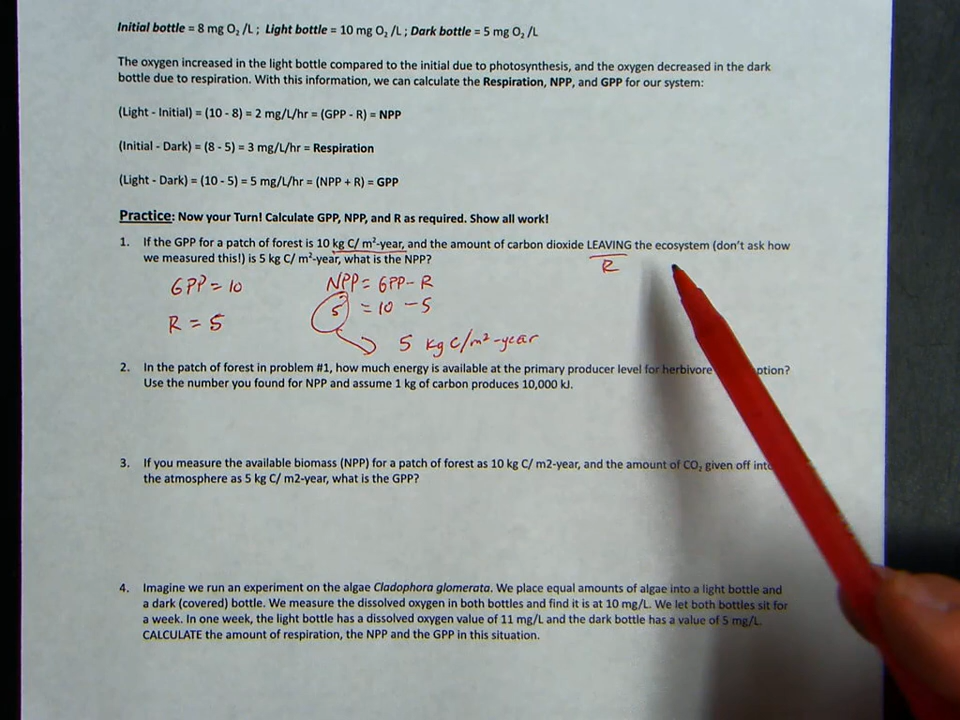 Initial bottle = 8 mg O₂ /L ; Light bottle = 10 mg O₂ /L ; Dark bottle = 5 mg O₂ /L
The oxygen increased in the light bottle compared to the initial due to photosynthesis, and the oxygen decreased in the dark
bottle due to respiration. With this information, we can calculate the Respiration, NPP, and GPP for our system:
(Light - Initial) = (10 - 8) = 2 mg/L/hr = (GPP - R) = NPP
(Initial - Dark) = (8 - 5) = 3 mg/L/hr = Respiration
(Light - Dark) = (10 - 5) = 5 mg/L/hr = (NPP + R) = GPP
Practice: Now your Turn! Calculate GPP, NPP, and R as required. Show all work!
1. If the GPP for a patch of forest is 10 kg C/ m²-year, and the amount of carbon dioxide LEAVING the ecosystem (don't ask how
we measured this!) is 5 kg C/ m²-year, what is the NPP?
R
GPP = 10 NPP = GPP - R
R = 5 5 = 10 - 5
5 kg C/m²-year
2. In the patch of forest in problem #1, how much energy is available at the primary producer level for herbivore
Use the number you found for NPP and assume 1 kg of carbon produces 10,000 kJ.
3. If you measure the available biomass (NPP) for a patch of forest as 10 kg C/ m2-year, and the amount of CO₂ given off into
the atmosphere as 5 kg C/ m2-year, what is the GPP?
4. Imagine we run an experiment on the algae Cladophora glomerata. We place equal amounts of algae into a light bottle and
a dark (covered) bottle. We measure the dissolved oxygen in both bottles and find it is at 10 mg/L. We let both bottles sit for
a week. In one week, the light bottle has a dissolved oxygen value of 11 mg/L and the dark bottle has a value of 5 mg/L.
CALCULATE the amount of respiration, the NPP and the GPP in this situation.